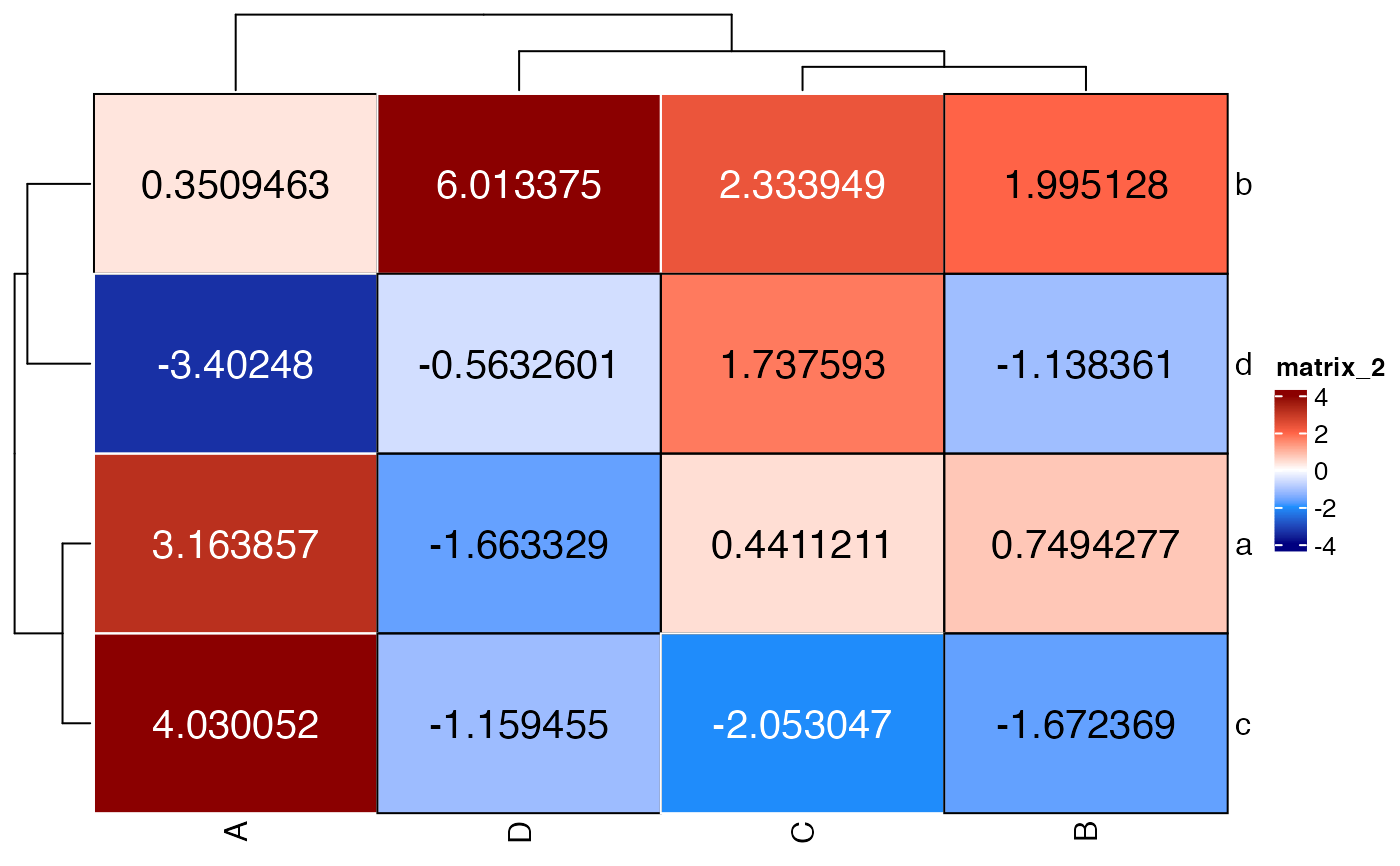 0.3509463 6.013375 2.333949 1.995128 b
-3.40248 -0.5632601 1.737593 -1.138361 d
3.163857 -1.663329 0.4411211 0.7494277 a
4.030052 -1.159455 -2.053047 -1.672369 c
A D C B
matrix_2
4
2
0
-2
-4